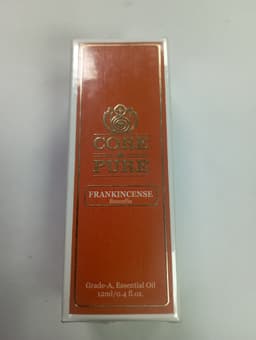 CORE
PURE
FRANKINCENSE
Boswellia
Grade-A, Essential Oil
12ml/0.4 fl oz.